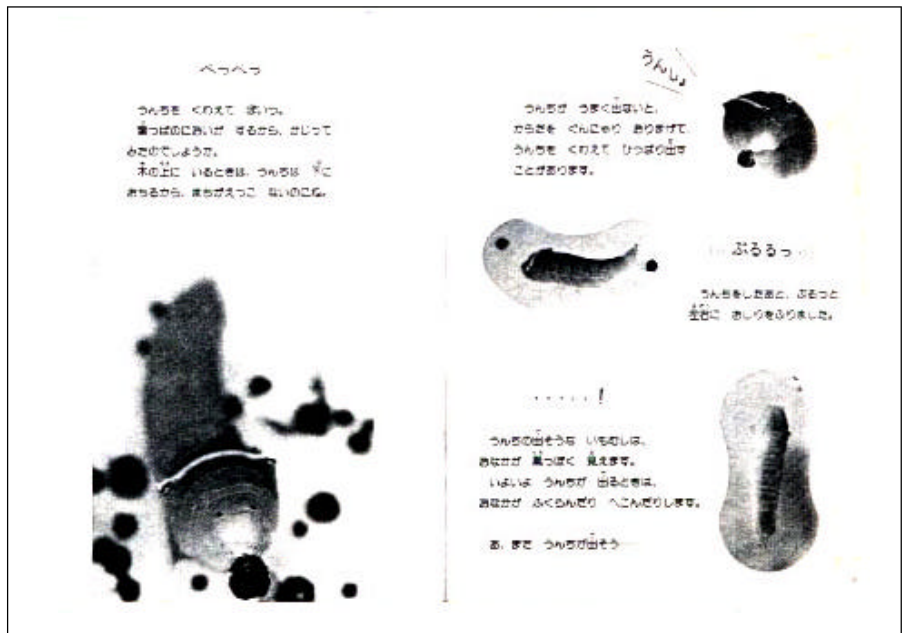 ぺっぺっ
うんちを くわえて ぽいっ。
葉っぱのにおいが するから、かじって
みたのでしょうか。
木の上に いるときは、うんちは 下に
おちるから、まちがえっこ ないのにね。
うんしょ
うんちが うまく出ないと、
からだを ぐんにゃり おりまげて、
うんちを くわえて ひっぱり出す
ことがあります。
ぷるるっ
うんちをしたあと、ぷるっと
左右に おしりをふりました。
・・・・・!
うんちの出そうな いもむしは、
おなかが 黒っぽく 見えます。
いよいよ うんちが 出るときは、
おなかが ふくらんだり へこんだりします。
あ、また うんちが出そう